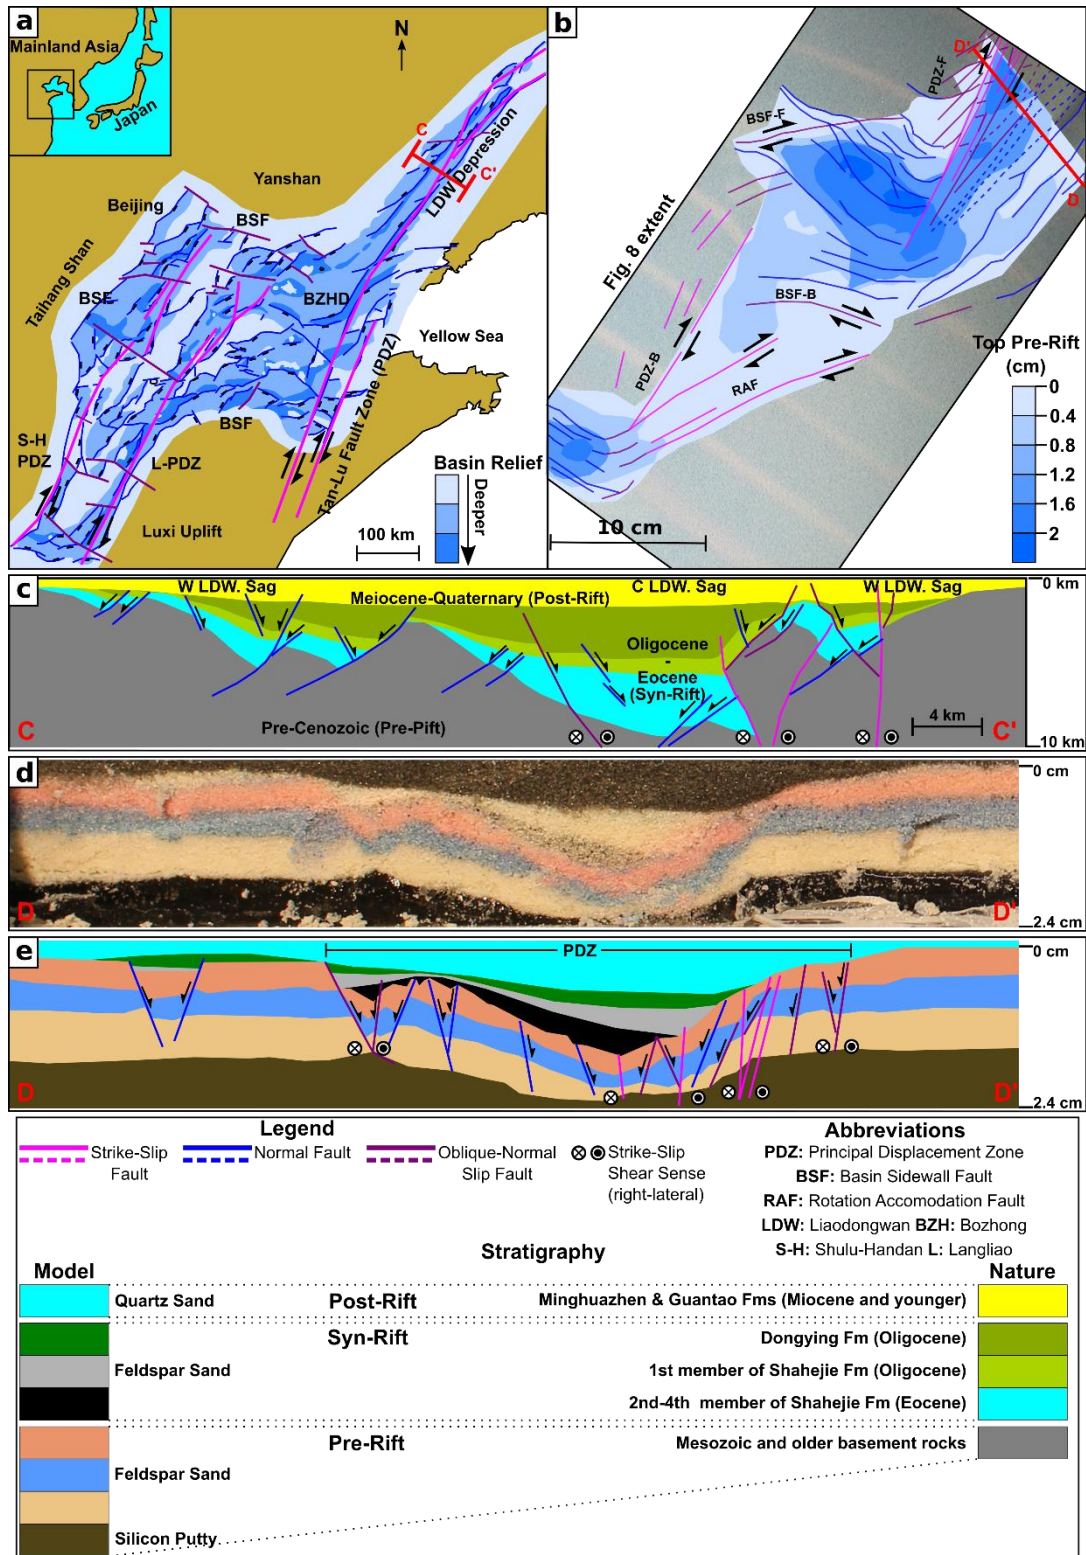 a
Mainland Asia
Japan
N
Yanshan
Beijing
BSF
Taihang Shan
BSF
BZHD
C
C'
LDW Depression
Yellow Sea
Tan-Lu Fault Zone (PDZ)
BSF
S-H
PDZ
L-PDZ
Luxi Uplift
100 km
Basin Relief
Deeper
b
D'
D
PDZ-F
BSF-F
Fig. 8 extent
BSF-B
PDZ-B
RAF
10 cm
Top Pre-Rift
(cm)
0
0.4
0.8
1.2
1.6
2
c
W LDW. Sag
C LDW. Sag
W LDW. Sag
0 km
Meiocene-Quaternary (Post-Rift)
Oligocene
-
Eocene
(Syn-Rift)
Pre-Cenozoic (Pre-Pift)
4 km
C
C'
10 km
d
0 cm
D
D'
2.4 cm
e
PDZ
0 cm
D
D'
2.4 cm
Legend
Strike-Slip
Fault
Normal Fault
Oblique-Normal
Slip Fault
Strike-Slip
Shear Sense
(right-lateral)
Abbreviations
PDZ: Principal Displacement Zone
BSF: Basin Sidewall Fault
RAF: Rotation Accomodation Fault
LDW: Liaodongwan BZH: Bozhong
S-H: Shulu-Handan L: Langliao
Stratigraphy
Model
Nature
Quartz Sand
Post-Rift
Minghuazhen & Guantao Fms (Miocene and younger)
Syn-Rift
Dongying Fm (Oligocene)
Feldspar Sand
1st member of Shahejie Fm (Oligocene)
2nd-4th member of Shahejie Fm (Eocene)
Pre-Rift
Mesozoic and older basement rocks
Feldspar Sand
Silicon Putty